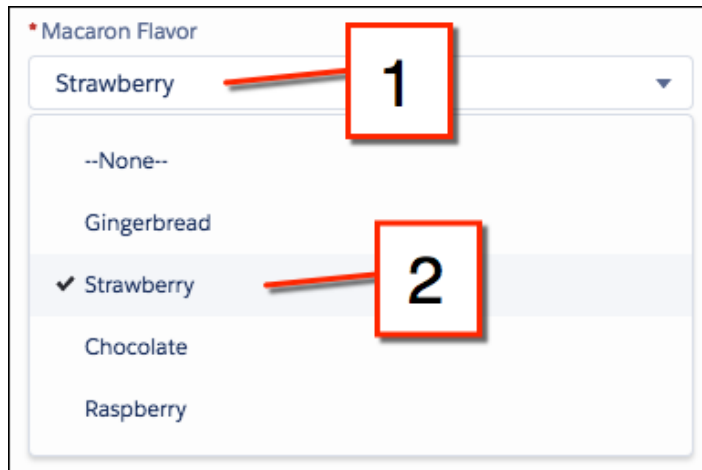 *Macaron Flavor
Strawberry
1
--None--
Gingerbread
Strawberry
2
Chocolate
Raspberry